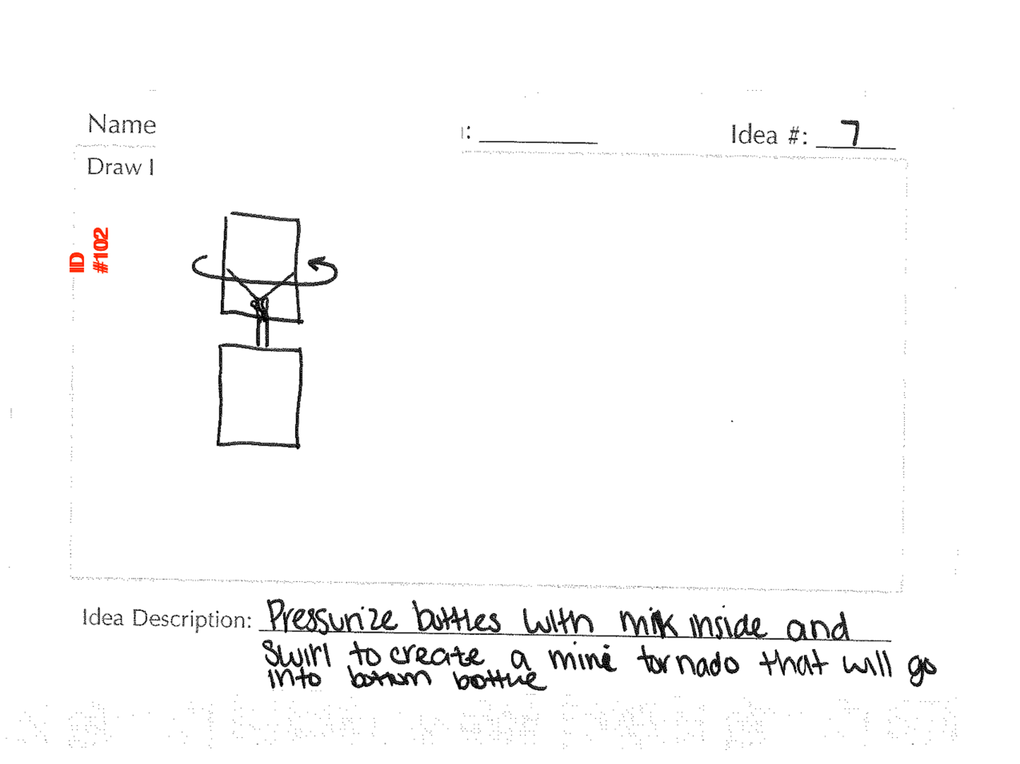 Name : Idea #: 7
Draw I
ID
#102
Idea Description: Pressurize bottles with milk inside and
swirl to create a mini tornado that will go
into bottom bottle